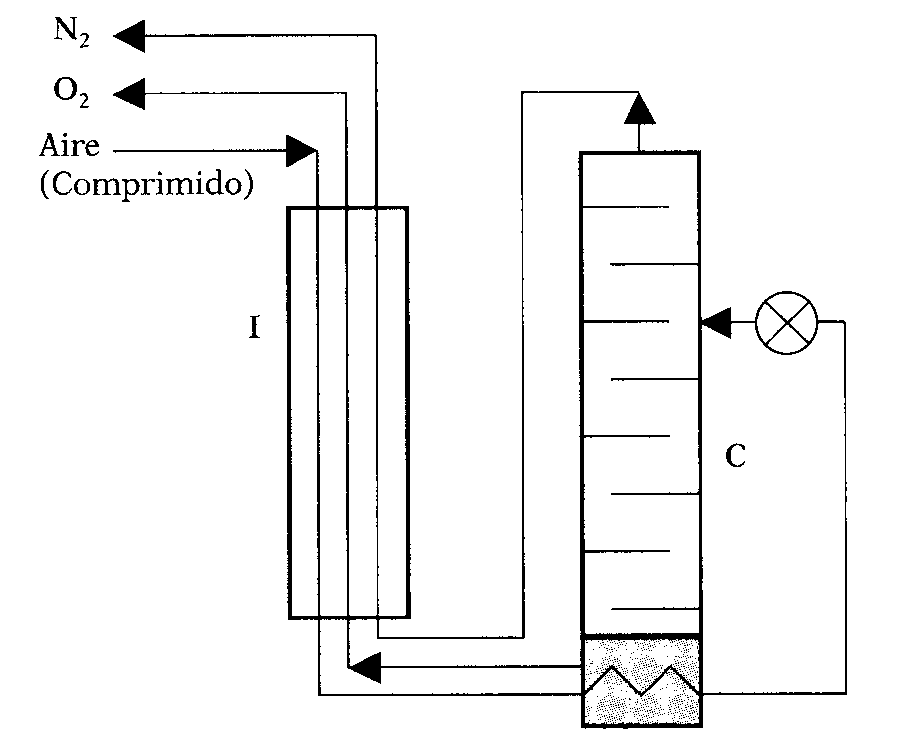 N₂
O₂
Aire
(Comprimido)
I
C